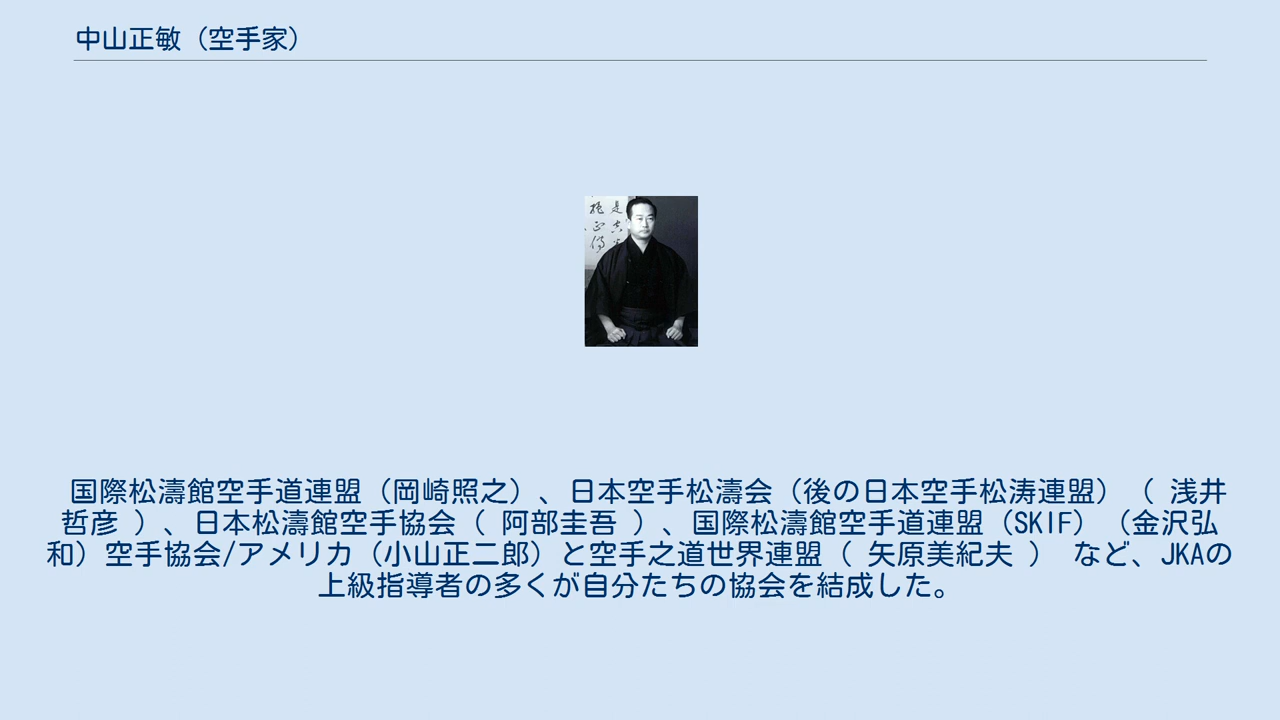 中山正敏（空手家）
国際松濤館空手道連盟（岡崎照之）、日本空手松濤会（後の日本空手松涛連盟）（ 浅井
哲彦 ）、日本松濤館空手協会（ 阿部圭吾 ）、国際松濤館空手道連盟（SKIF）（金沢弘
和）空手協会/アメリカ（小山正二郎）と空手之道世界連盟（ 矢原美紀夫 ） など、JKAの
上級指導者の多くが自分たちの協会を結成した。